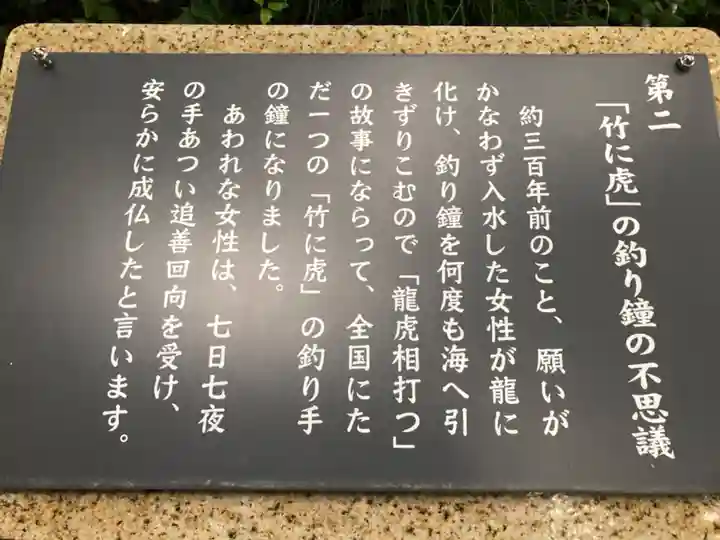 第二
「竹に虎」の釣り鐘の不思議
約三百年前のこと、願いが
かなわず入水した女性が龍に
化け、釣り鐘を何度も海へ引
きずりこむので「龍虎相打つ」
の故事にならって、全国にた
だ一つの「竹に虎」の釣り手
の鐘になりました。
あわれな女性は、七日七夜
の手あつい追善回向を受け、
安らかに成仏したと言います。